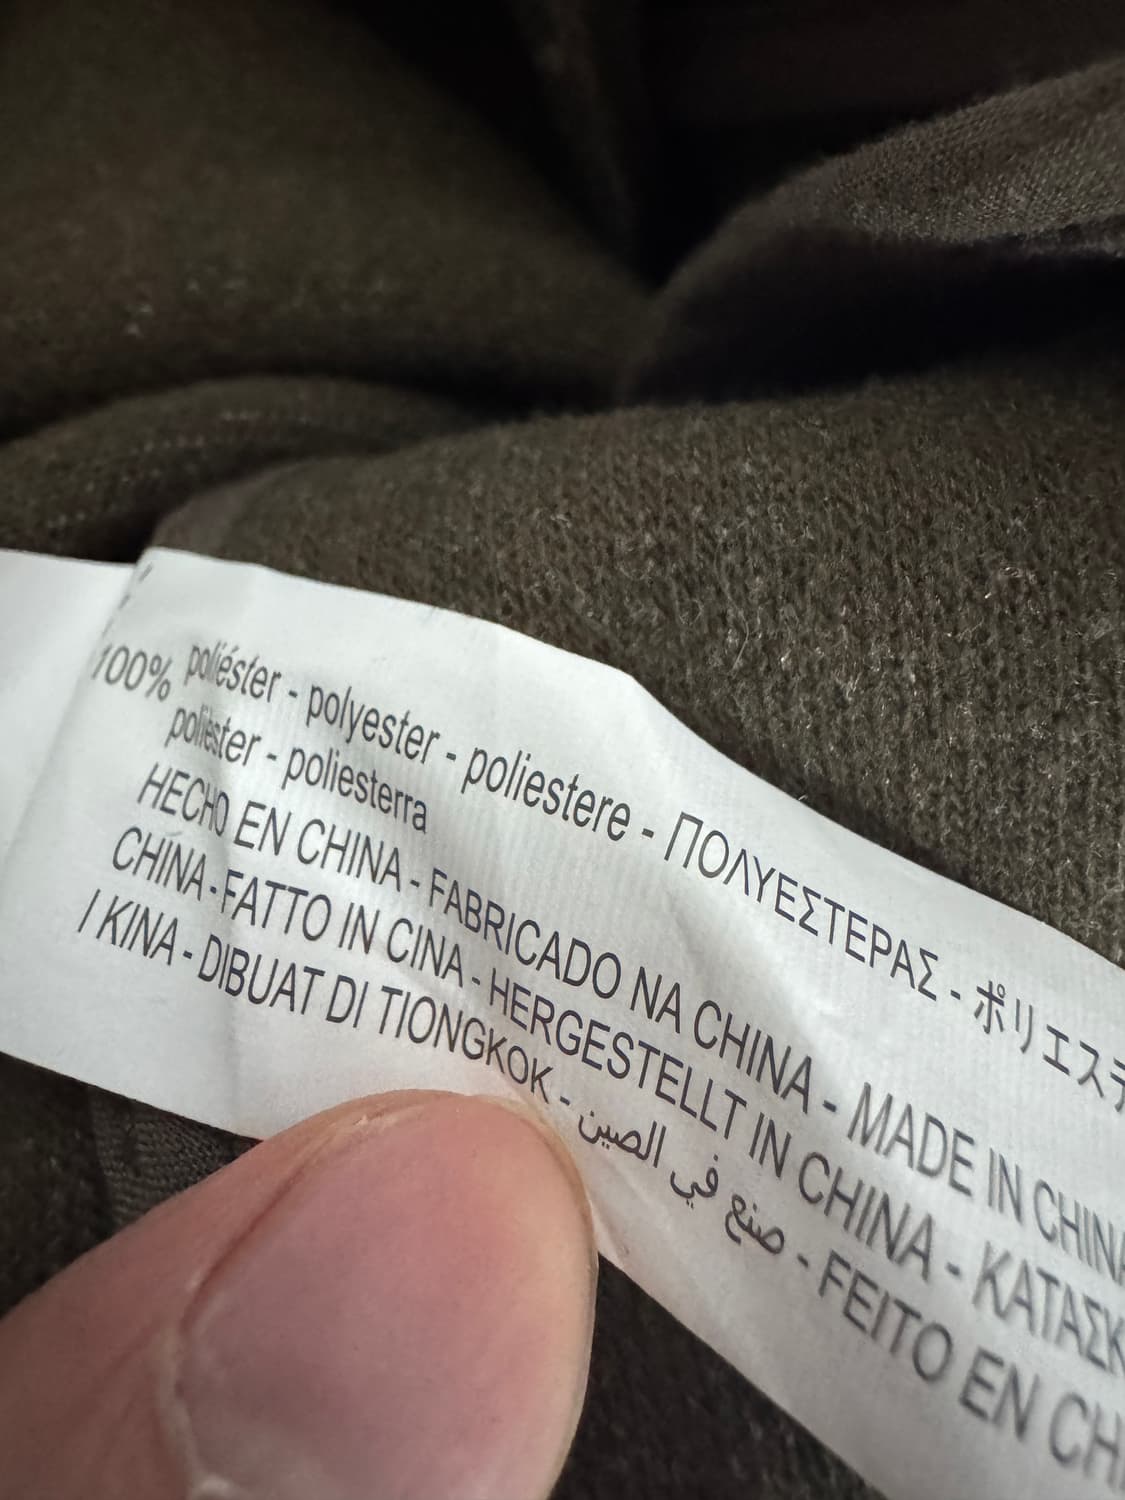 100% poliéster - polyester - poliestere - ΠΟΛΥΕΣΤΕΡΑΣ - ポリエステ
poliester - poliesterra
HECHO EN CHINA - FABRICADO NA CHINA - MADE IN CHINA
CHINA - FATTO IN CINA - HERGESTELLT IN CHINA - ΚΑΤΑΣΚ
I KINA - DIBUAT DI TIONGKOK - صنع في الصين - FEITO EN CH